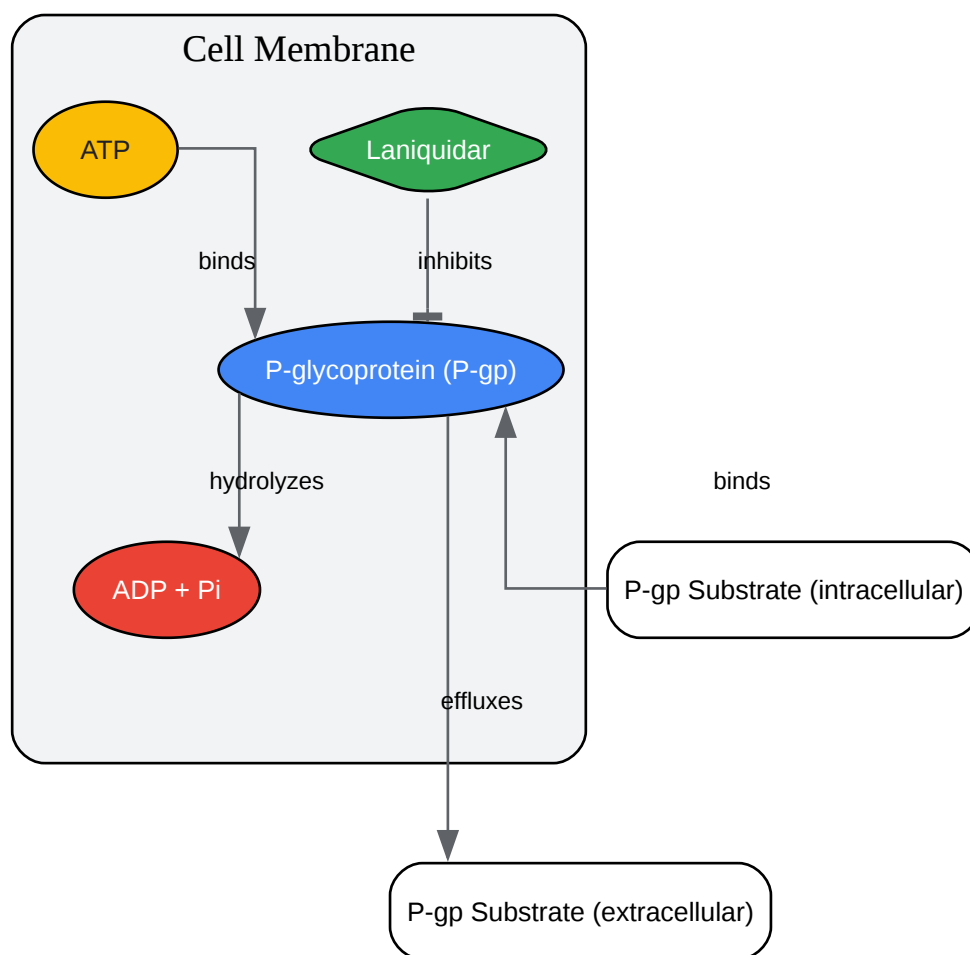 Cell Membrane
ATP
Laniquidar
binds
inhibits
P-glycoprotein (P-gp)
hydrolyzes
binds
ADP + Pi
P-gp Substrate (intracellular)
effluxes
P-gp Substrate (extracellular)